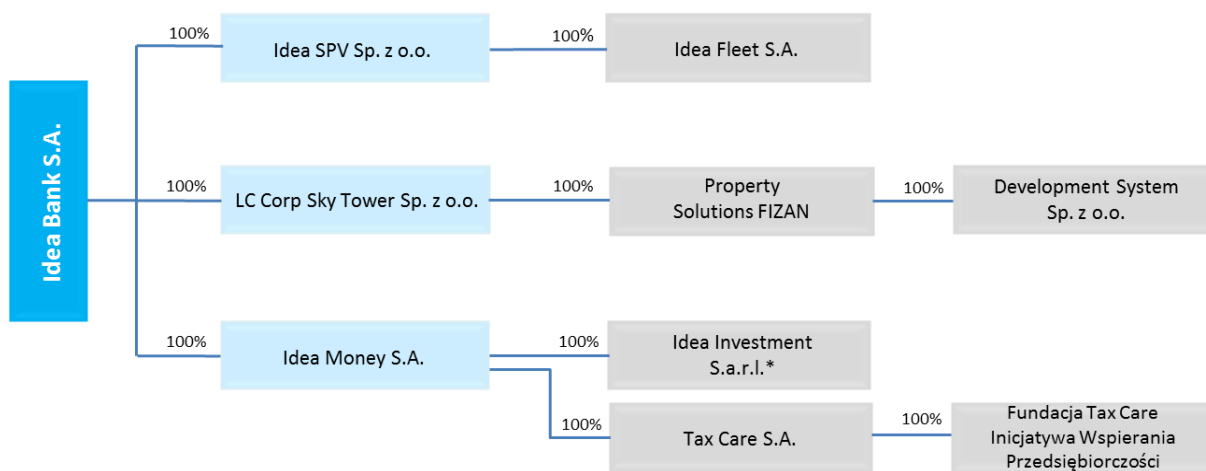 Idea Bank S.A.
100%
Idea SPV Sp. z o.o.
100%
Idea Fleet S.A.
100%
LC Corp Sky Tower Sp. z o.o.
100%
Property
Solutions FIZAN
100%
Development System
Sp. z o.o.
100%
Idea Money S.A.
100%
Idea Investment
S.a.r.l.*
100%
Tax Care S.A.
100%
Fundacja Tax Care
Inicjatywa Wspierania
Przedsiębiorczości